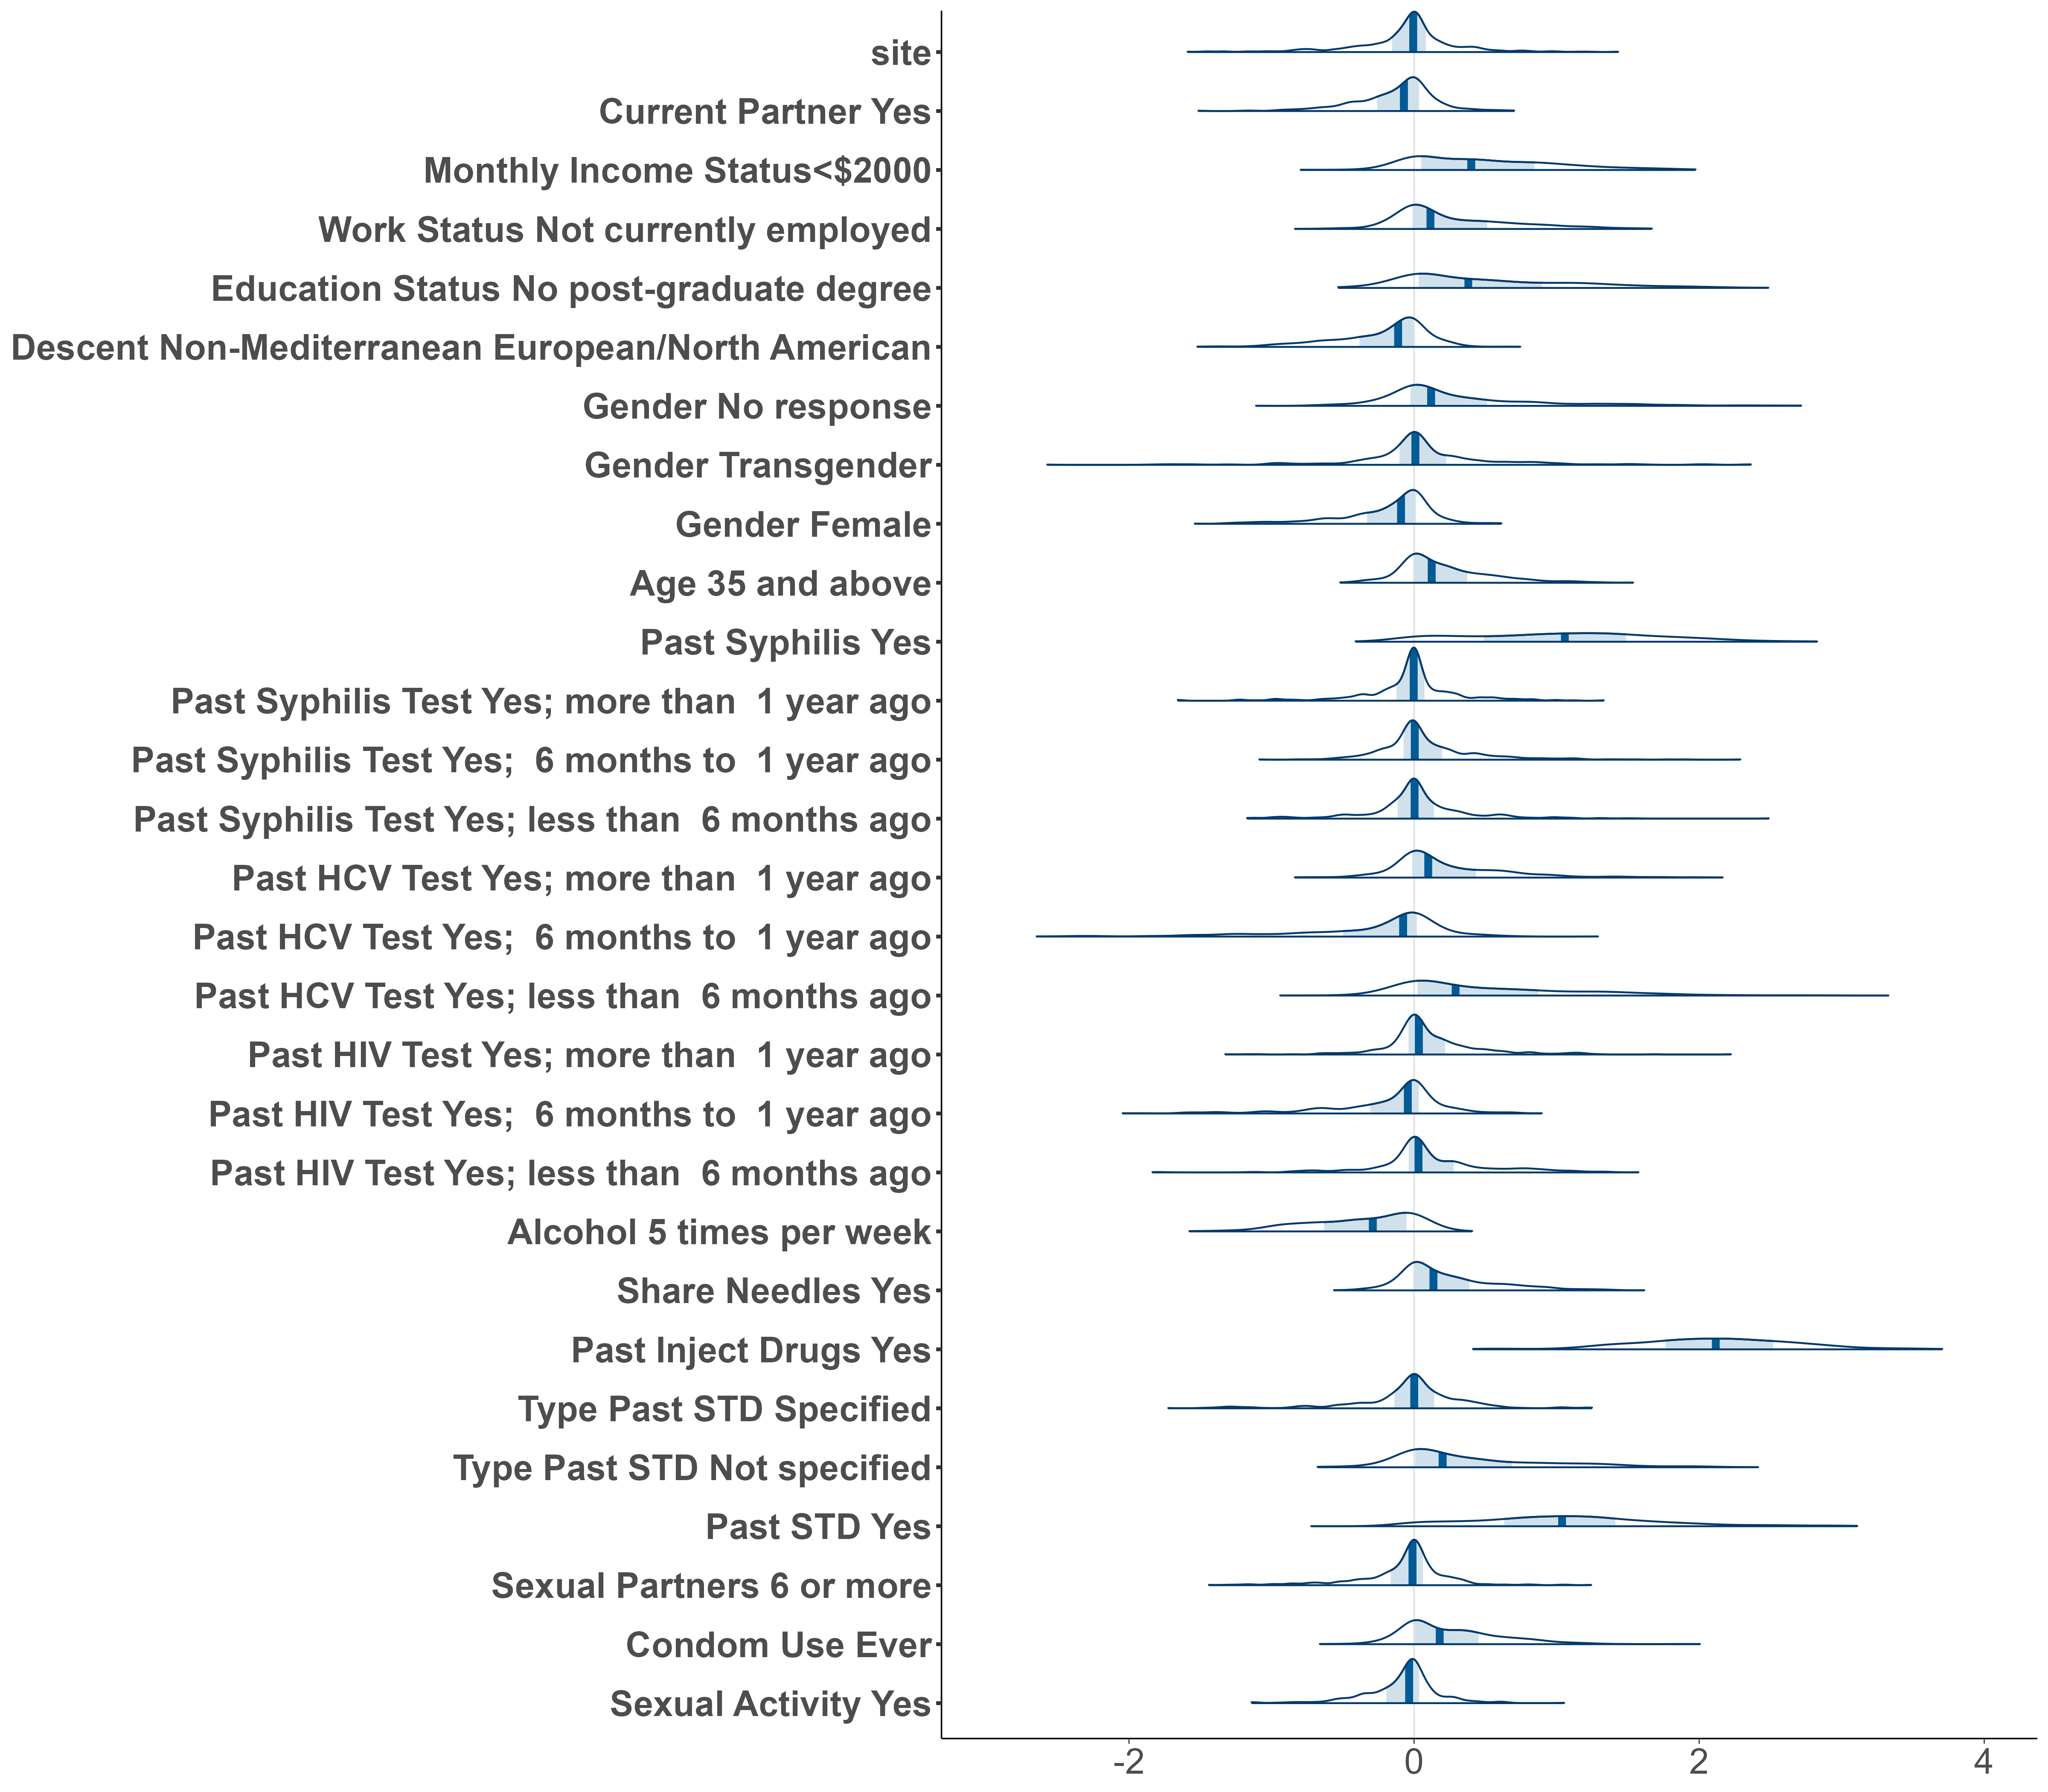 site
Current Partner Yes
Monthly Income Status<$2000
Work Status Not currently employed
Education Status No post-graduate degree
Descent Non-Mediterranean European/North American
Gender No response
Gender Transgender
Gender Female
Age 35 and above
Past Syphilis Yes
Past Syphilis Test Yes; more than  1 year ago
Past Syphilis Test Yes;  6 months to  1 year ago
Past Syphilis Test Yes; less than  6 months ago
Past HCV Test Yes; more than  1 year ago
Past HCV Test Yes;  6 months to  1 year ago
Past HCV Test Yes; less than  6 months ago
Past HIV Test Yes; more than  1 year ago
Past HIV Test Yes;  6 months to  1 year ago
Past HIV Test Yes; less than  6 months ago
Alcohol 5 times per week
Share Needles Yes
Past Inject Drugs Yes
Type Past STD Specified
Type Past STD Not specified
Past STD Yes
Sexual Partners 6 or more
Condom Use Ever
Sexual Activity Yes
-2 0 2 4